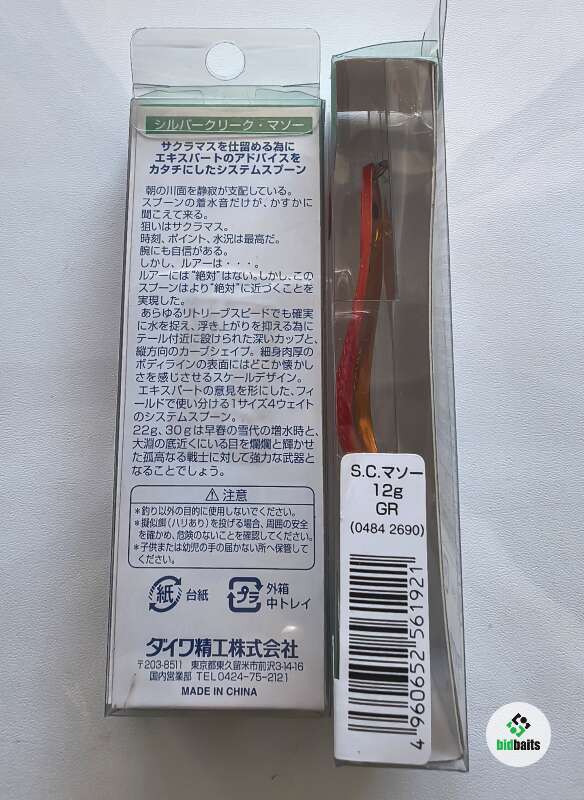 シルバークリーク・マソー
サクラマスを仕留める為に
エキスパートのアドバイスを
カタチにしたシステムスプーン
朝の川面を静寂が支配している。
スプーンの着水音だけが、かすかに
聞こえて来る。
狙いはサクラマス。
時刻、ポイント、水況は最高だ。
腕にも自信がある。
しかし、ルアーは・・・。
ルアーには“絶対”はない。しかし、この
スプーンはより“絶対”に近づくことを
実現した。
あらゆるリトリーブスピードでも確実
に水を捉え、浮き上がりを抑える為に
テール付近に設けられた深いカップと、
縦方向のカーブシェイプ。細身肉厚の
ボディラインの表面にはどこか懐かし
さを感じさせるスケールデザイン。
エキスパートの意見を形にした、フィ
ールドで使い分ける1サイズ4ウェイト
のシステムスプーン。
22g、30gは早春の雪代の増水時と、
大淵の底近くにいる目を爛爛と輝かせ
た孤高なる戦士に対して強力な武器と
なることでしょう。
⚠注意
*釣り以外の目的に使用しないでください。
*擬似餌(ハリあり)を投げる場合、周囲の安全
を確かめ、危険のないことを確認してください。
*子供または幼児の手の届かない所へ保管して
ください。
紙 台紙
プラ 外箱
中トレイ
ダイワ精工株式会社
〒203-8511 東京都東久留米市前沢3-14-16
国内営業部 TEL0424-75-2121
MADE IN CHINA
S.C.マソー
12g
GR
(0484 2690)
4 960652 561921
bidbaits